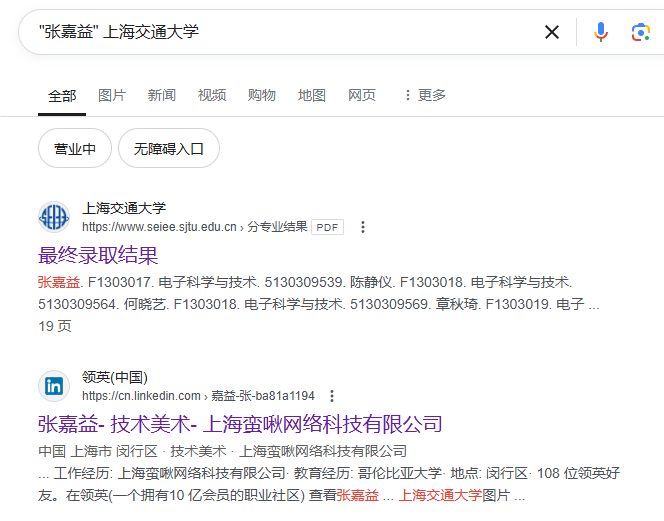 "张嘉益" 上海交通大学
全部 图片 新闻 视频 购物 地图 网页 更多
营业中 无障碍入口
上海交通大学
https://www.seiee.sjtu.edu.cn › 分专业结果 PDF
最终录取结果
张嘉益. F1303017. 电子科学与技术. 5130309539. 陈静仪. F1303018. 电子科学与技术.
5130309564. 何晓艺. F1303018. 电子科学与技术. 5130309569. 章秋琦. F1303019. 电子 ...
19 页
领英(中国)
https://cn.linkedin.com › 嘉益-张-ba81a1194
张嘉益- 技术美术- 上海蛮啾网络科技有限公司
中国 上海市 闵行区 · 技术美术 · 上海蛮啾网络科技有限公司
... 工作经历: 上海蛮啾网络科技有限公司· 教育经历: 哥伦比亚大学· 地点: 闵行区· 108 位领英好
友。在领英(一个拥有10 亿会员的职业社区) 查看张嘉益 ... 上海交通大学图片 ...